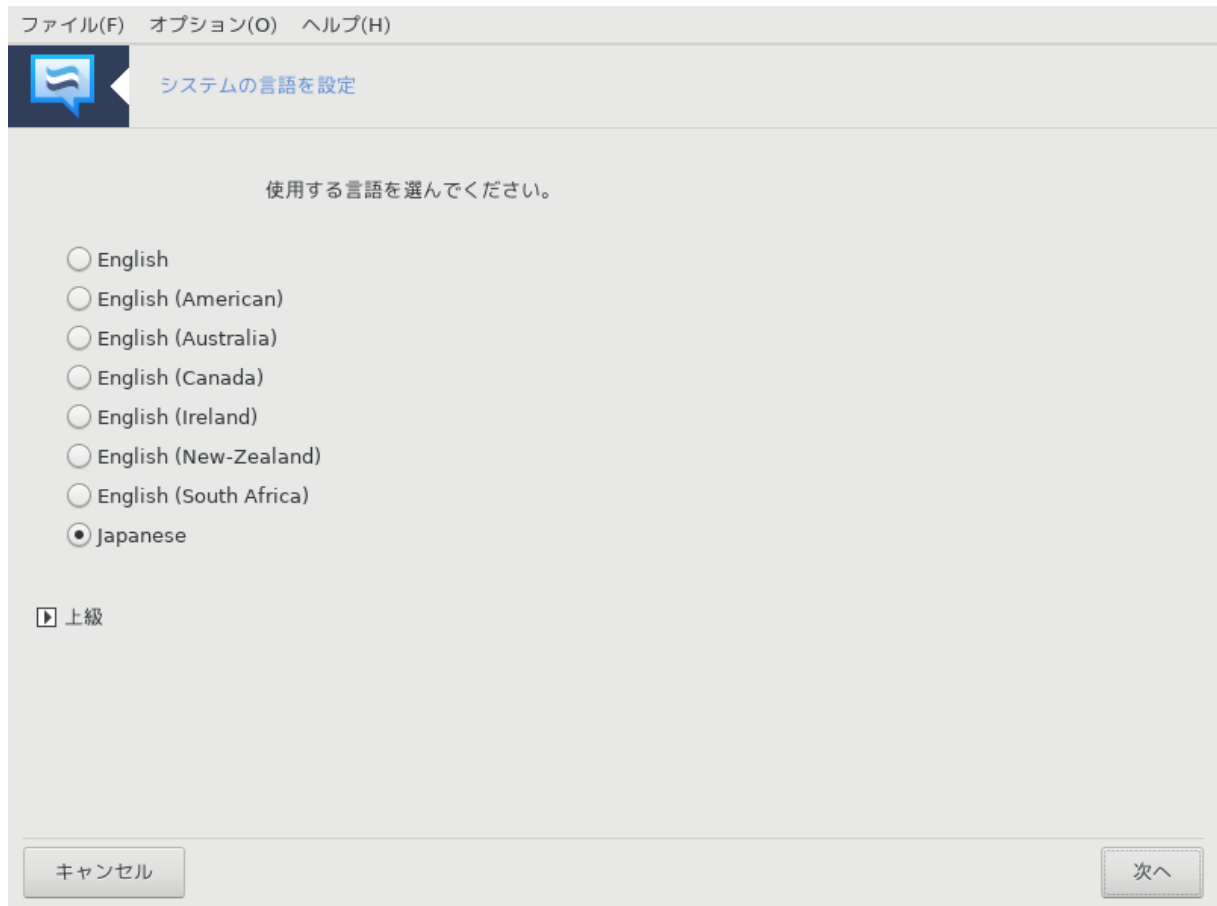 ファイル(F) オプション(O) ヘルプ(H)
システムの言語を設定
使用する言語を選んでください。
English
English (American)
English (Australia)
English (Canada)
English (Ireland)
English (New-Zealand)
English (South Africa)
Japanese
上級
キャンセル 次へ